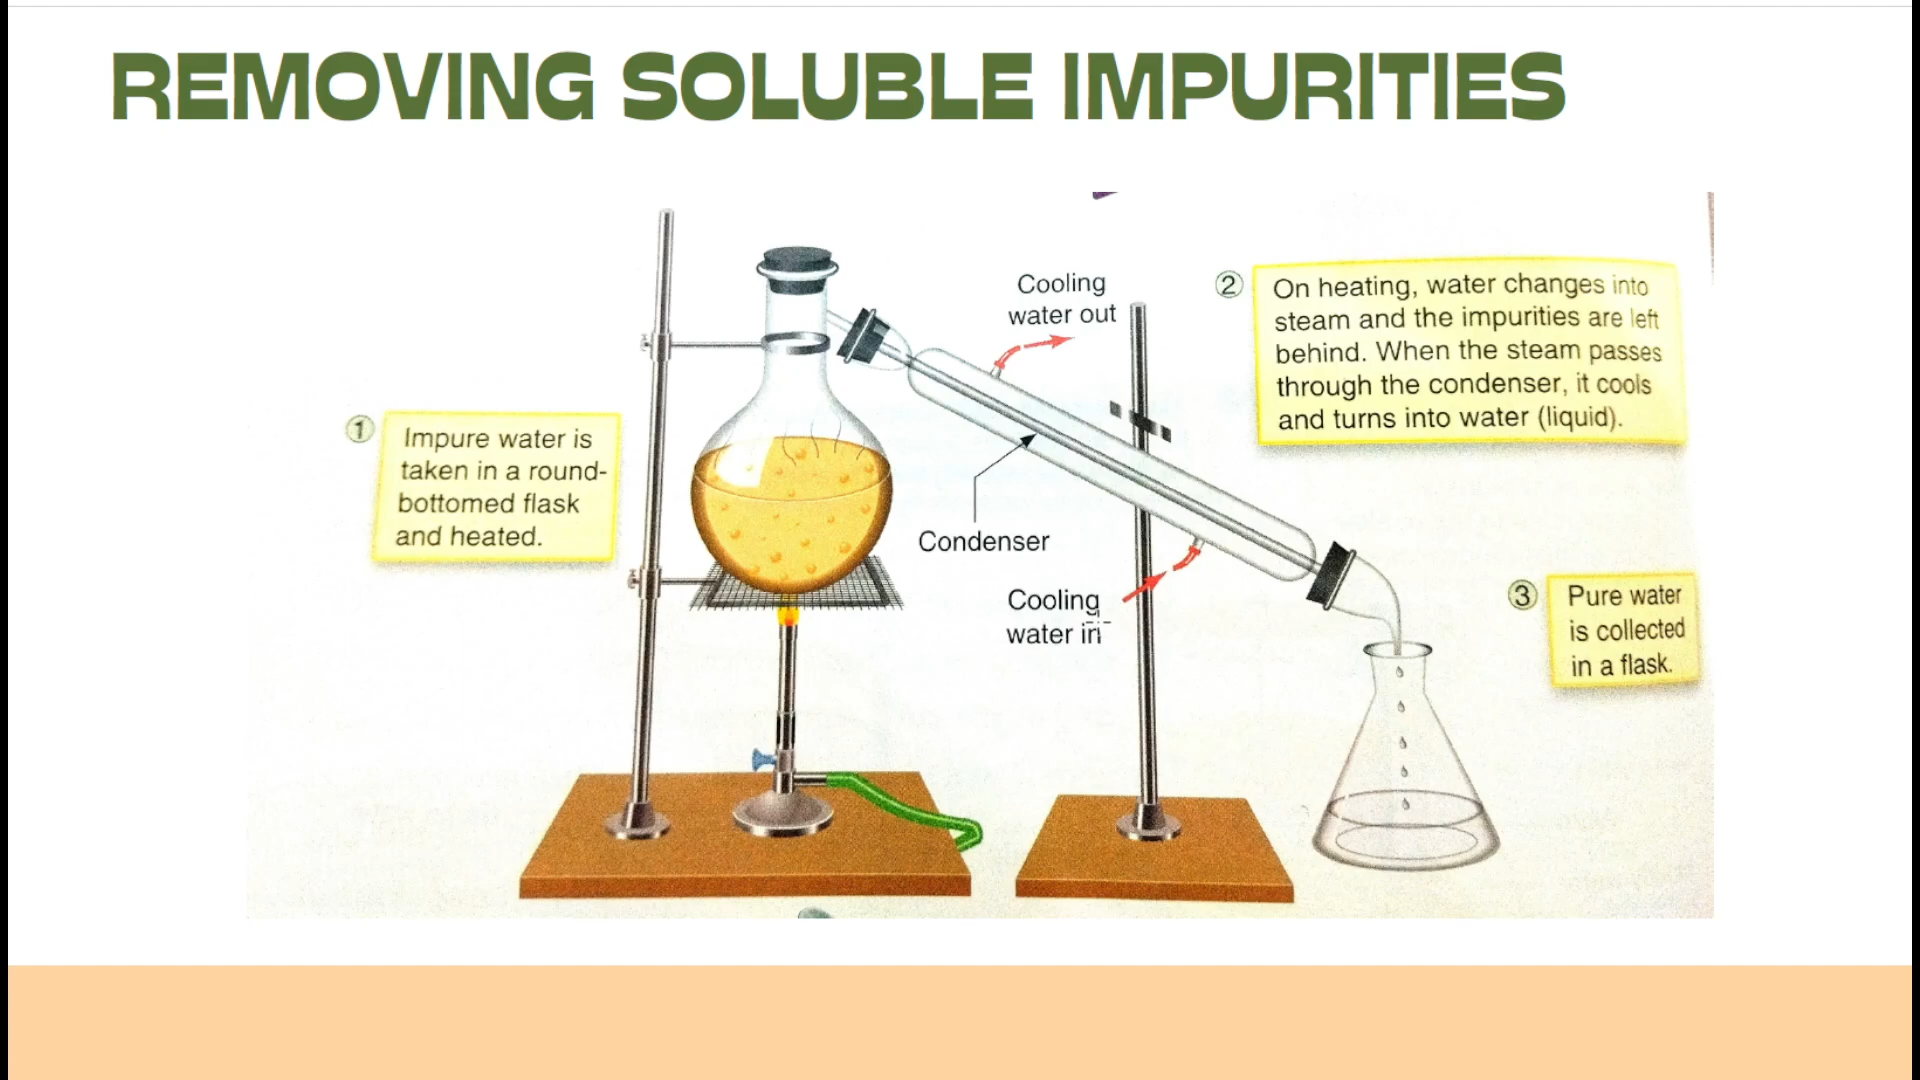 REMOVING SOLUBLE IMPURITIES
1
Impure water is
taken in a round-
bottomed flask
and heated.
Cooling
water out
2
On heating, water changes into
steam and the impurities are left
behind. When the steam passes
through the condenser, it cools
and turns into water (liquid).
Condenser
Cooling
water in
3
Pure water
is collected
in a flask.